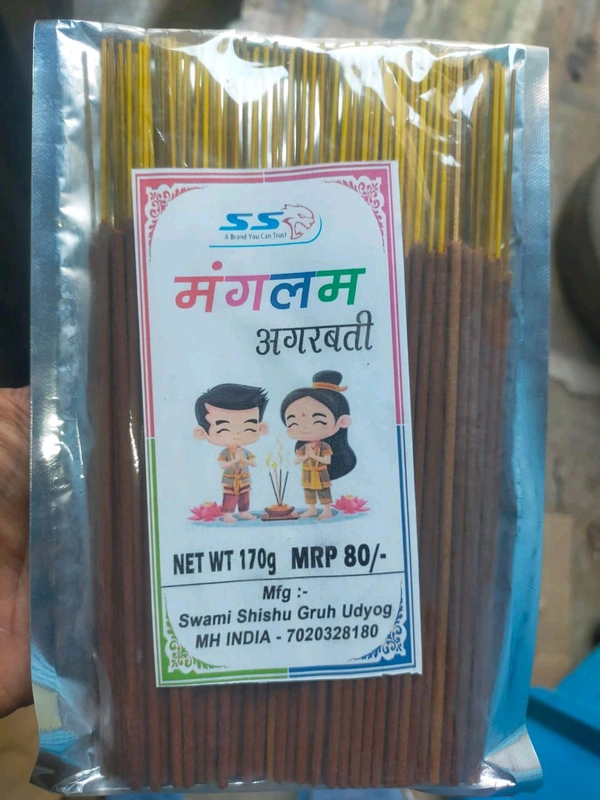 SS
A Brand You Can Trust
मंगलम
अगरबती
NET WT 170g MRP 80/-
Mfg :-
Swami Shishu Gruh Udyog
MH INDIA - 7020328180